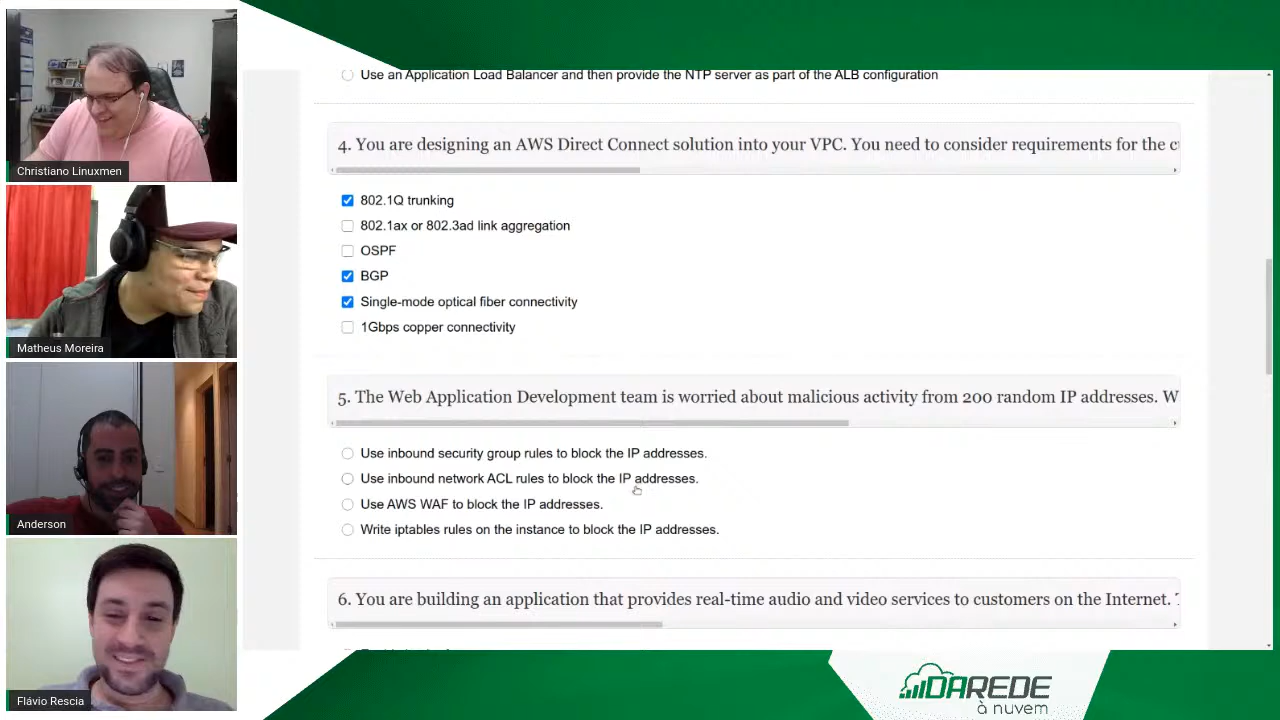 Christiano Linuxmen
Matheus Moreira
Anderson
Flávio Rescia
Use an Application Load Balancer and then provide the NTP server as part of the ALB configuration
4. You are designing an AWS Direct Connect solution into your VPC. You need to consider requirements for the
802.1Q trunking
802.1ax or 802.3ad link aggregation
OSPF
BGP
Single-mode optical fiber connectivity
1Gbps copper connectivity
5. The Web Application Development team is worried about malicious activity from 200 random IP addresses. W
Use inbound security group rules to block the IP addresses.
Use inbound network ACL rules to block the IP addresses.
Use AWS WAF to block the IP addresses.
Write iptables rules on the instance to block the IP addresses.
6. You are building an application that provides real-time audio and video services to customers on the Internet.
DAREDE
à nuvem